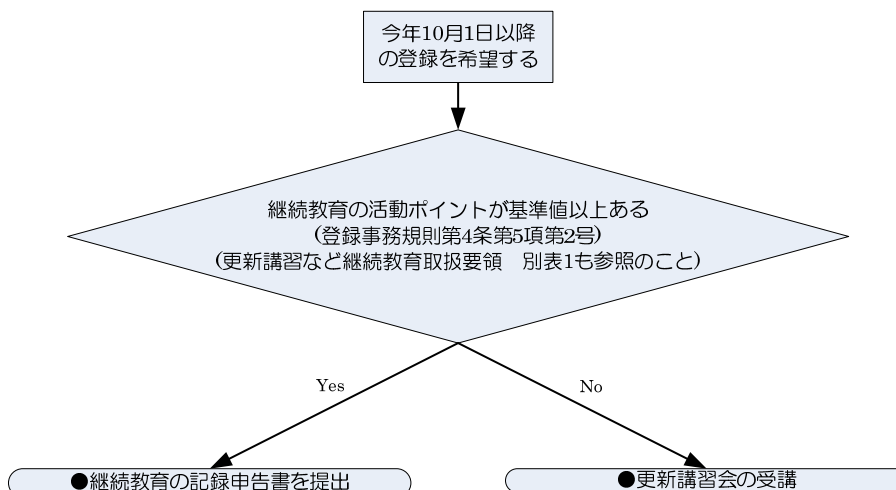 今年10月1日以降
の登録を希望する
継続教育の活動ポイントが基準値以上ある
(登録事務規則第4条第5項第2号)
(更新講習など継続教育取扱要領　別表1も参照のこと)
Yes
No
●継続教育の記録申告書を提出
●更新講習会の受講